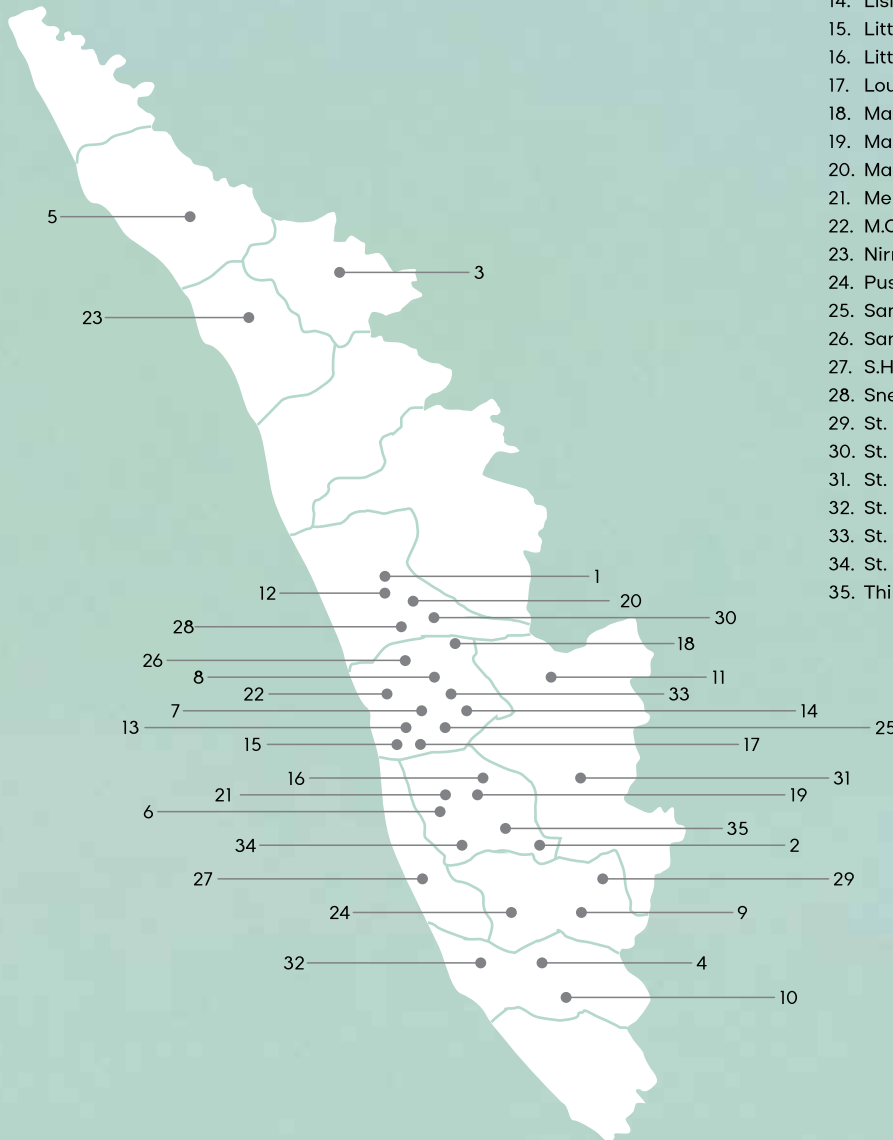 14. Lisi
15. Litt
16. Litt
17. Lou
18. Ma
19. Ma
20. Ma
21. Me
5
22. M.
23. Nir
3
24. Pus
23
25. Sa
26. Sa
27. S.H
28. Sne
29. St.
30. St.
31. St.
32. St.
33. St.
34. St.
1
35. Thi
12
20
30
28
18
26
8
11
22
33
7
14
13
25
15
17
16
31
21
19
6
35
34
2
27
29
24
9
32
4
10